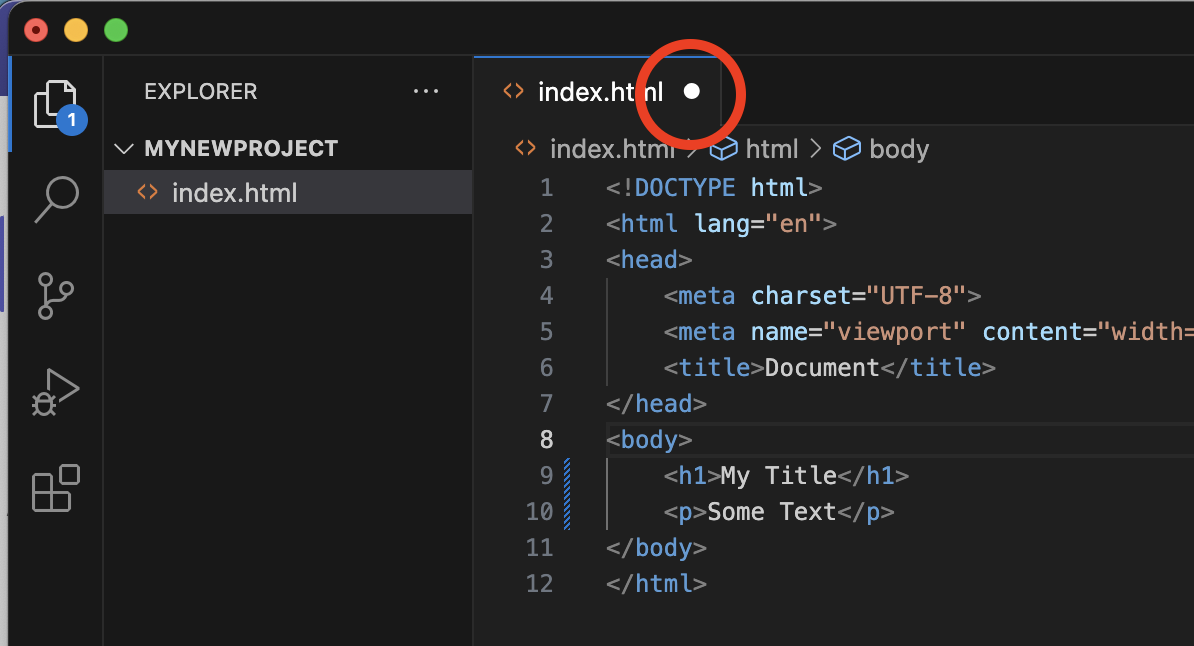 EXPLORER ···
MYNEWPROJECT
index.html
1
index.html
index.html > html > body
1 <!DOCTYPE html>
2 <html lang="en">
3 <head>
4     <meta charset="UTF-8">
5     <meta name="viewport" content="width=
6     <title>Document</title>
7 </head>
8 <body>
9     <h1>My Title</h1>
10     <p>Some Text</p>
11 </body>
12 </html>